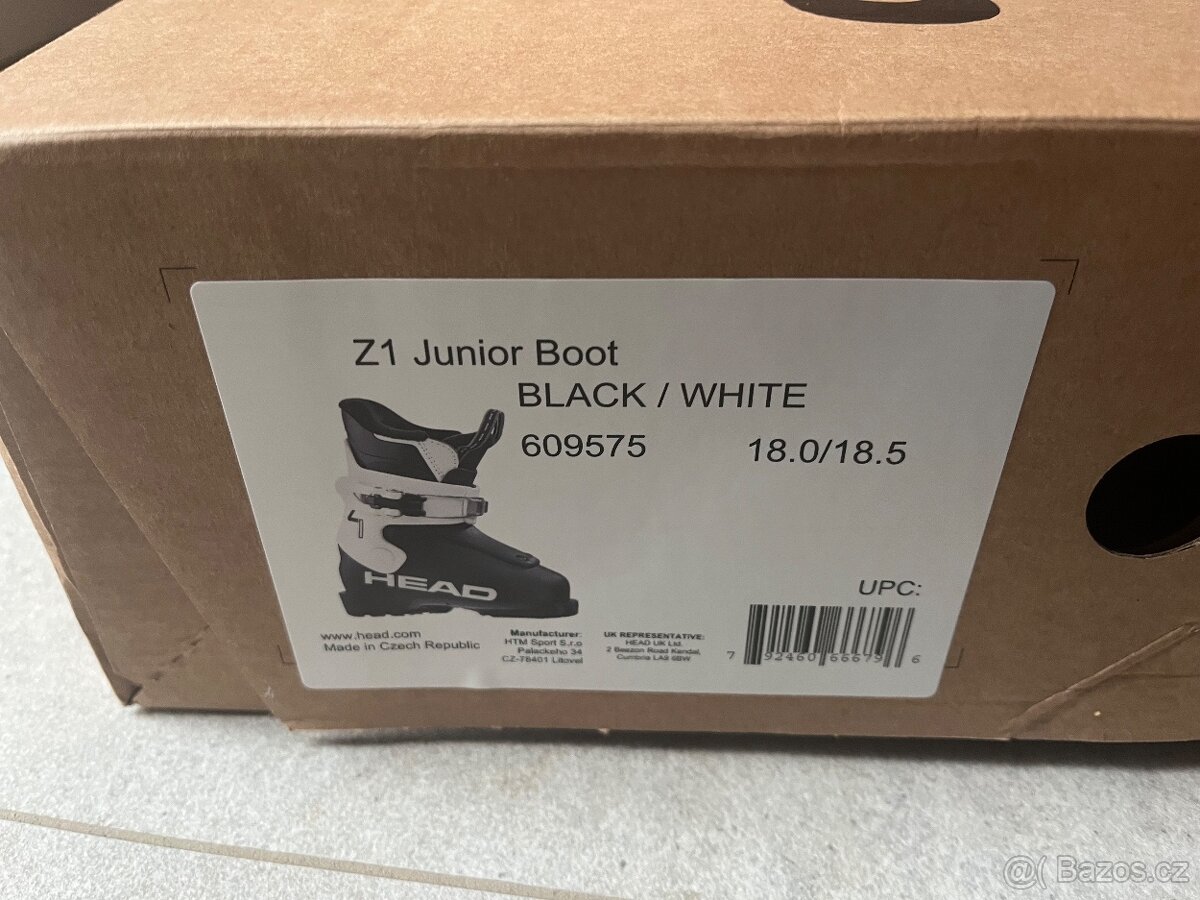 Z1 Junior Boot
BLACK / WHITE
609575 18.0/18.5
HEAD
UPC:
www.head.com
Made in Czech Republic
Manufacturer:
HTM Sport S.r.o
Palackeho 34
CZ-78401 Litovel
UK REPRESENTATIVE:
HEAD UK Ltd.
2 Beezon Road Kendal,
Cumbria LA9 6BW
7 92460 66679 6
@( Bazos.cz